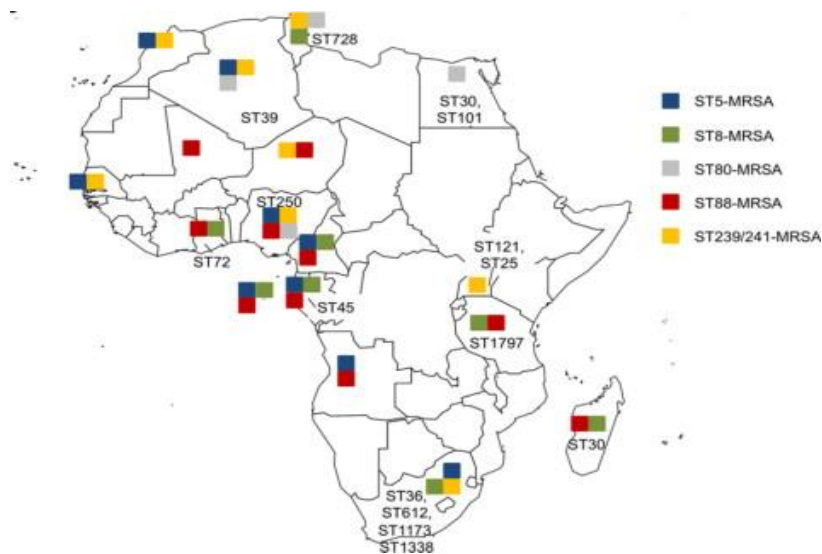 ST728
ST30,
ST101
ST39
ST250
ST72
ST45
ST121,
ST25
ST1797
ST30
ST36,
ST612,
ST1173,
ST1338
ST5-MRSA
ST8-MRSA
ST80-MRSA
ST88-MRSA
ST239/241-MRSA